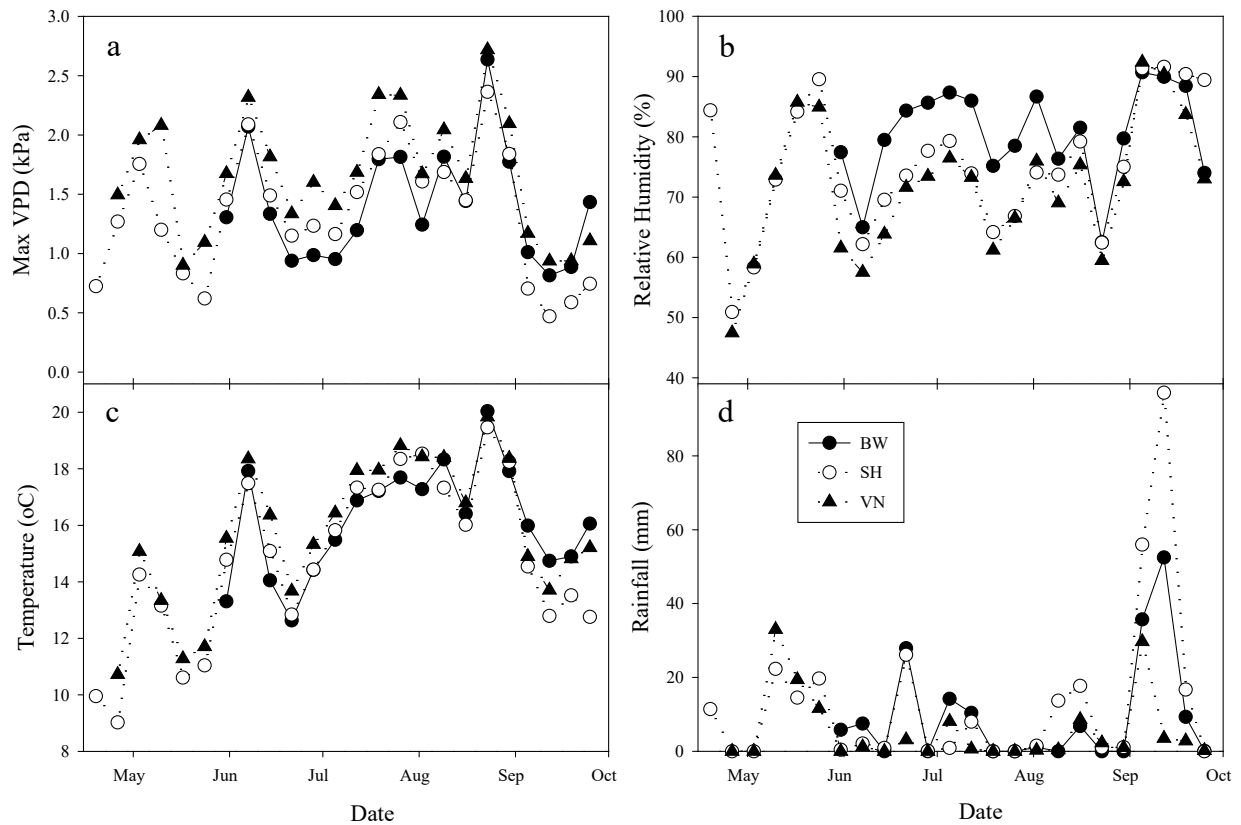 a
3.0
2.5
2.0
1.5
1.0
0.5
0.0
Max VPD (kPa)
b
100
90
80
70
60
50
40
Relative Humidity (%)
c
20
18
16
14
12
10
8
Temperature (oC)
May
Jun
Jul
Aug
Sep
Oct
Date
d
80
60
40
20
0
Rainfall (mm)
BW
SH
VN
May
Jun
Jul
Aug
Sep
Oct
Date